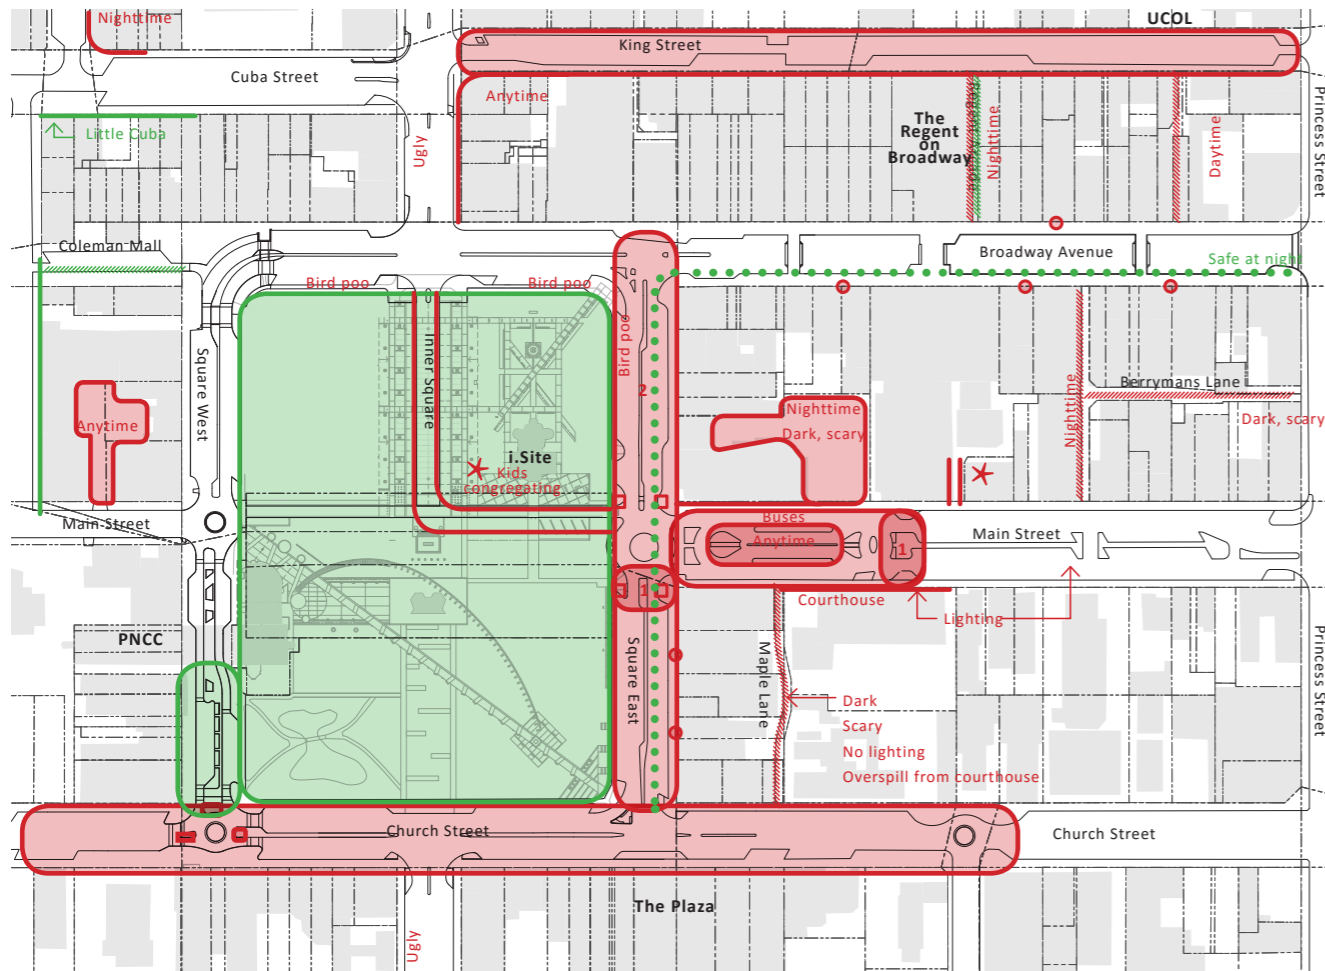 Nighttime
UCOL
King Street
Cuba Street
Anytime
Princess Street
Little Cuba
Ugly
The
Regent
on
Broadway
Nighttime
Daytime
Coleman Mall
Broadway Avenue
Safe at night
Bird poo
Bird poo
Bird poo
Square West
Inner Square
2
Nighttime
Dark, scary
Nighttime
Berrymans Lane
Dark, scary
Anytime
i.Site
Kids
congregating
Main Street
Buses
Anytime
1
Main Street
1
Courthouse
Lighting
PNCC
Square East
Maple Lane
Princess Street
Dark
Scary
No lighting
Overspill from courthouse
Church Street
Church Street
The Plaza
Ugly